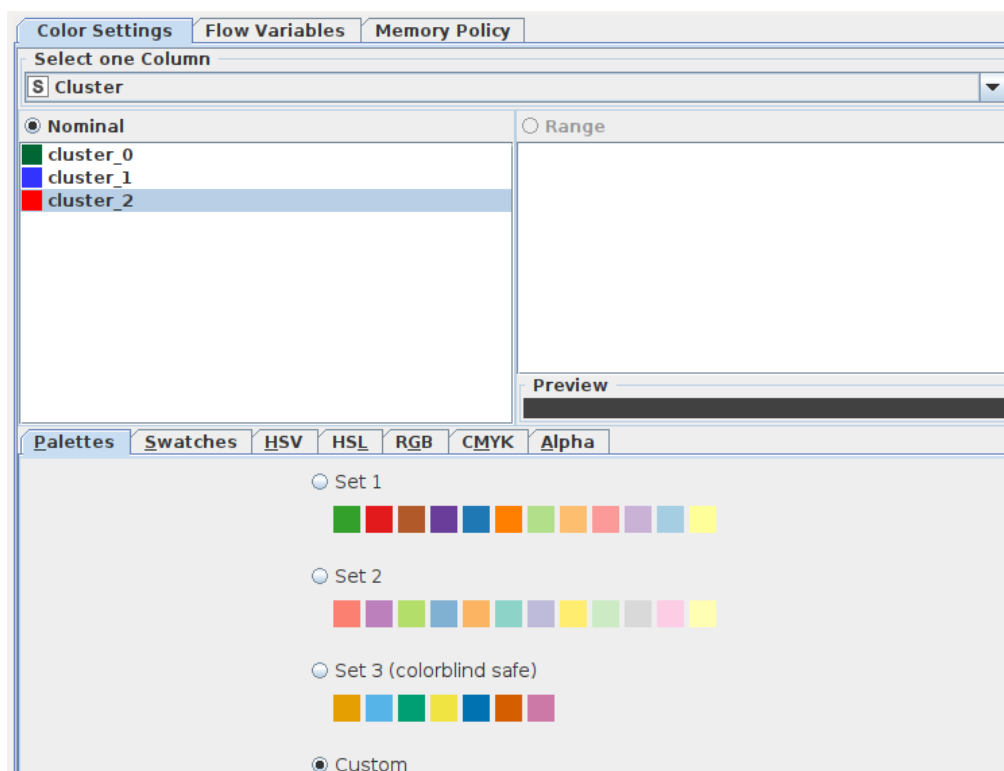 Color Settings Flow Variables Memory Policy
Select one Column
S Cluster
Nominal Range
cluster_0
cluster_1
cluster_2
Preview
Palettes Swatches HSV HSL RGB CMYK Alpha
Set 1
Set 2
Set 3 (colorblind safe)
Custom